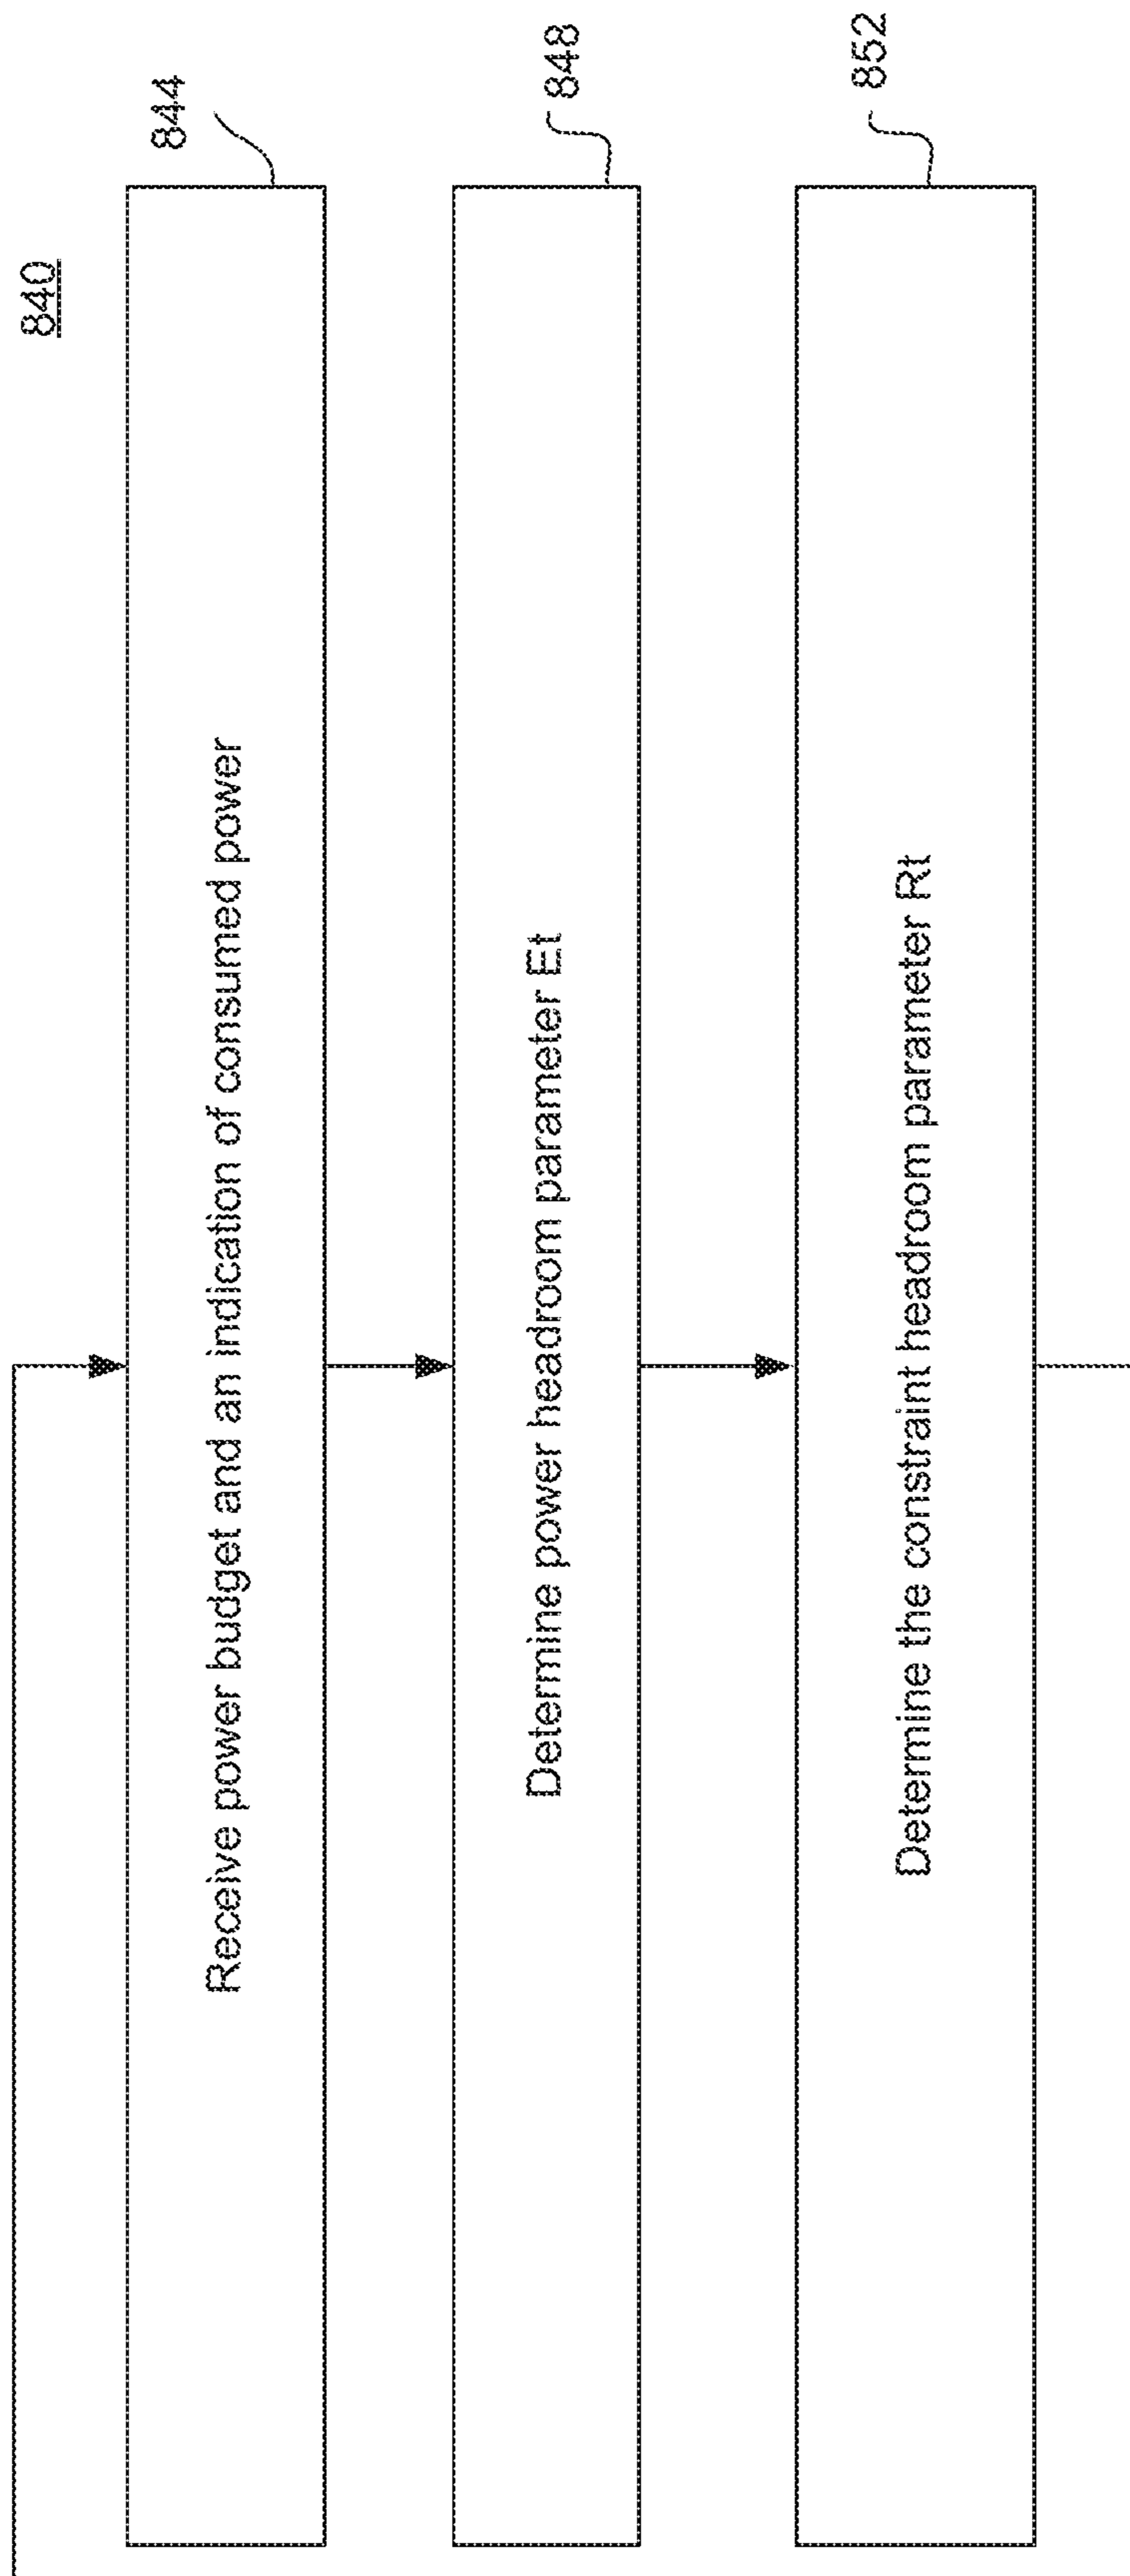 840
844
Receive power budget and an indication of consumed power
848
Determine power headroom parameter Et
852
Determine the constraint headroom parameter Rt